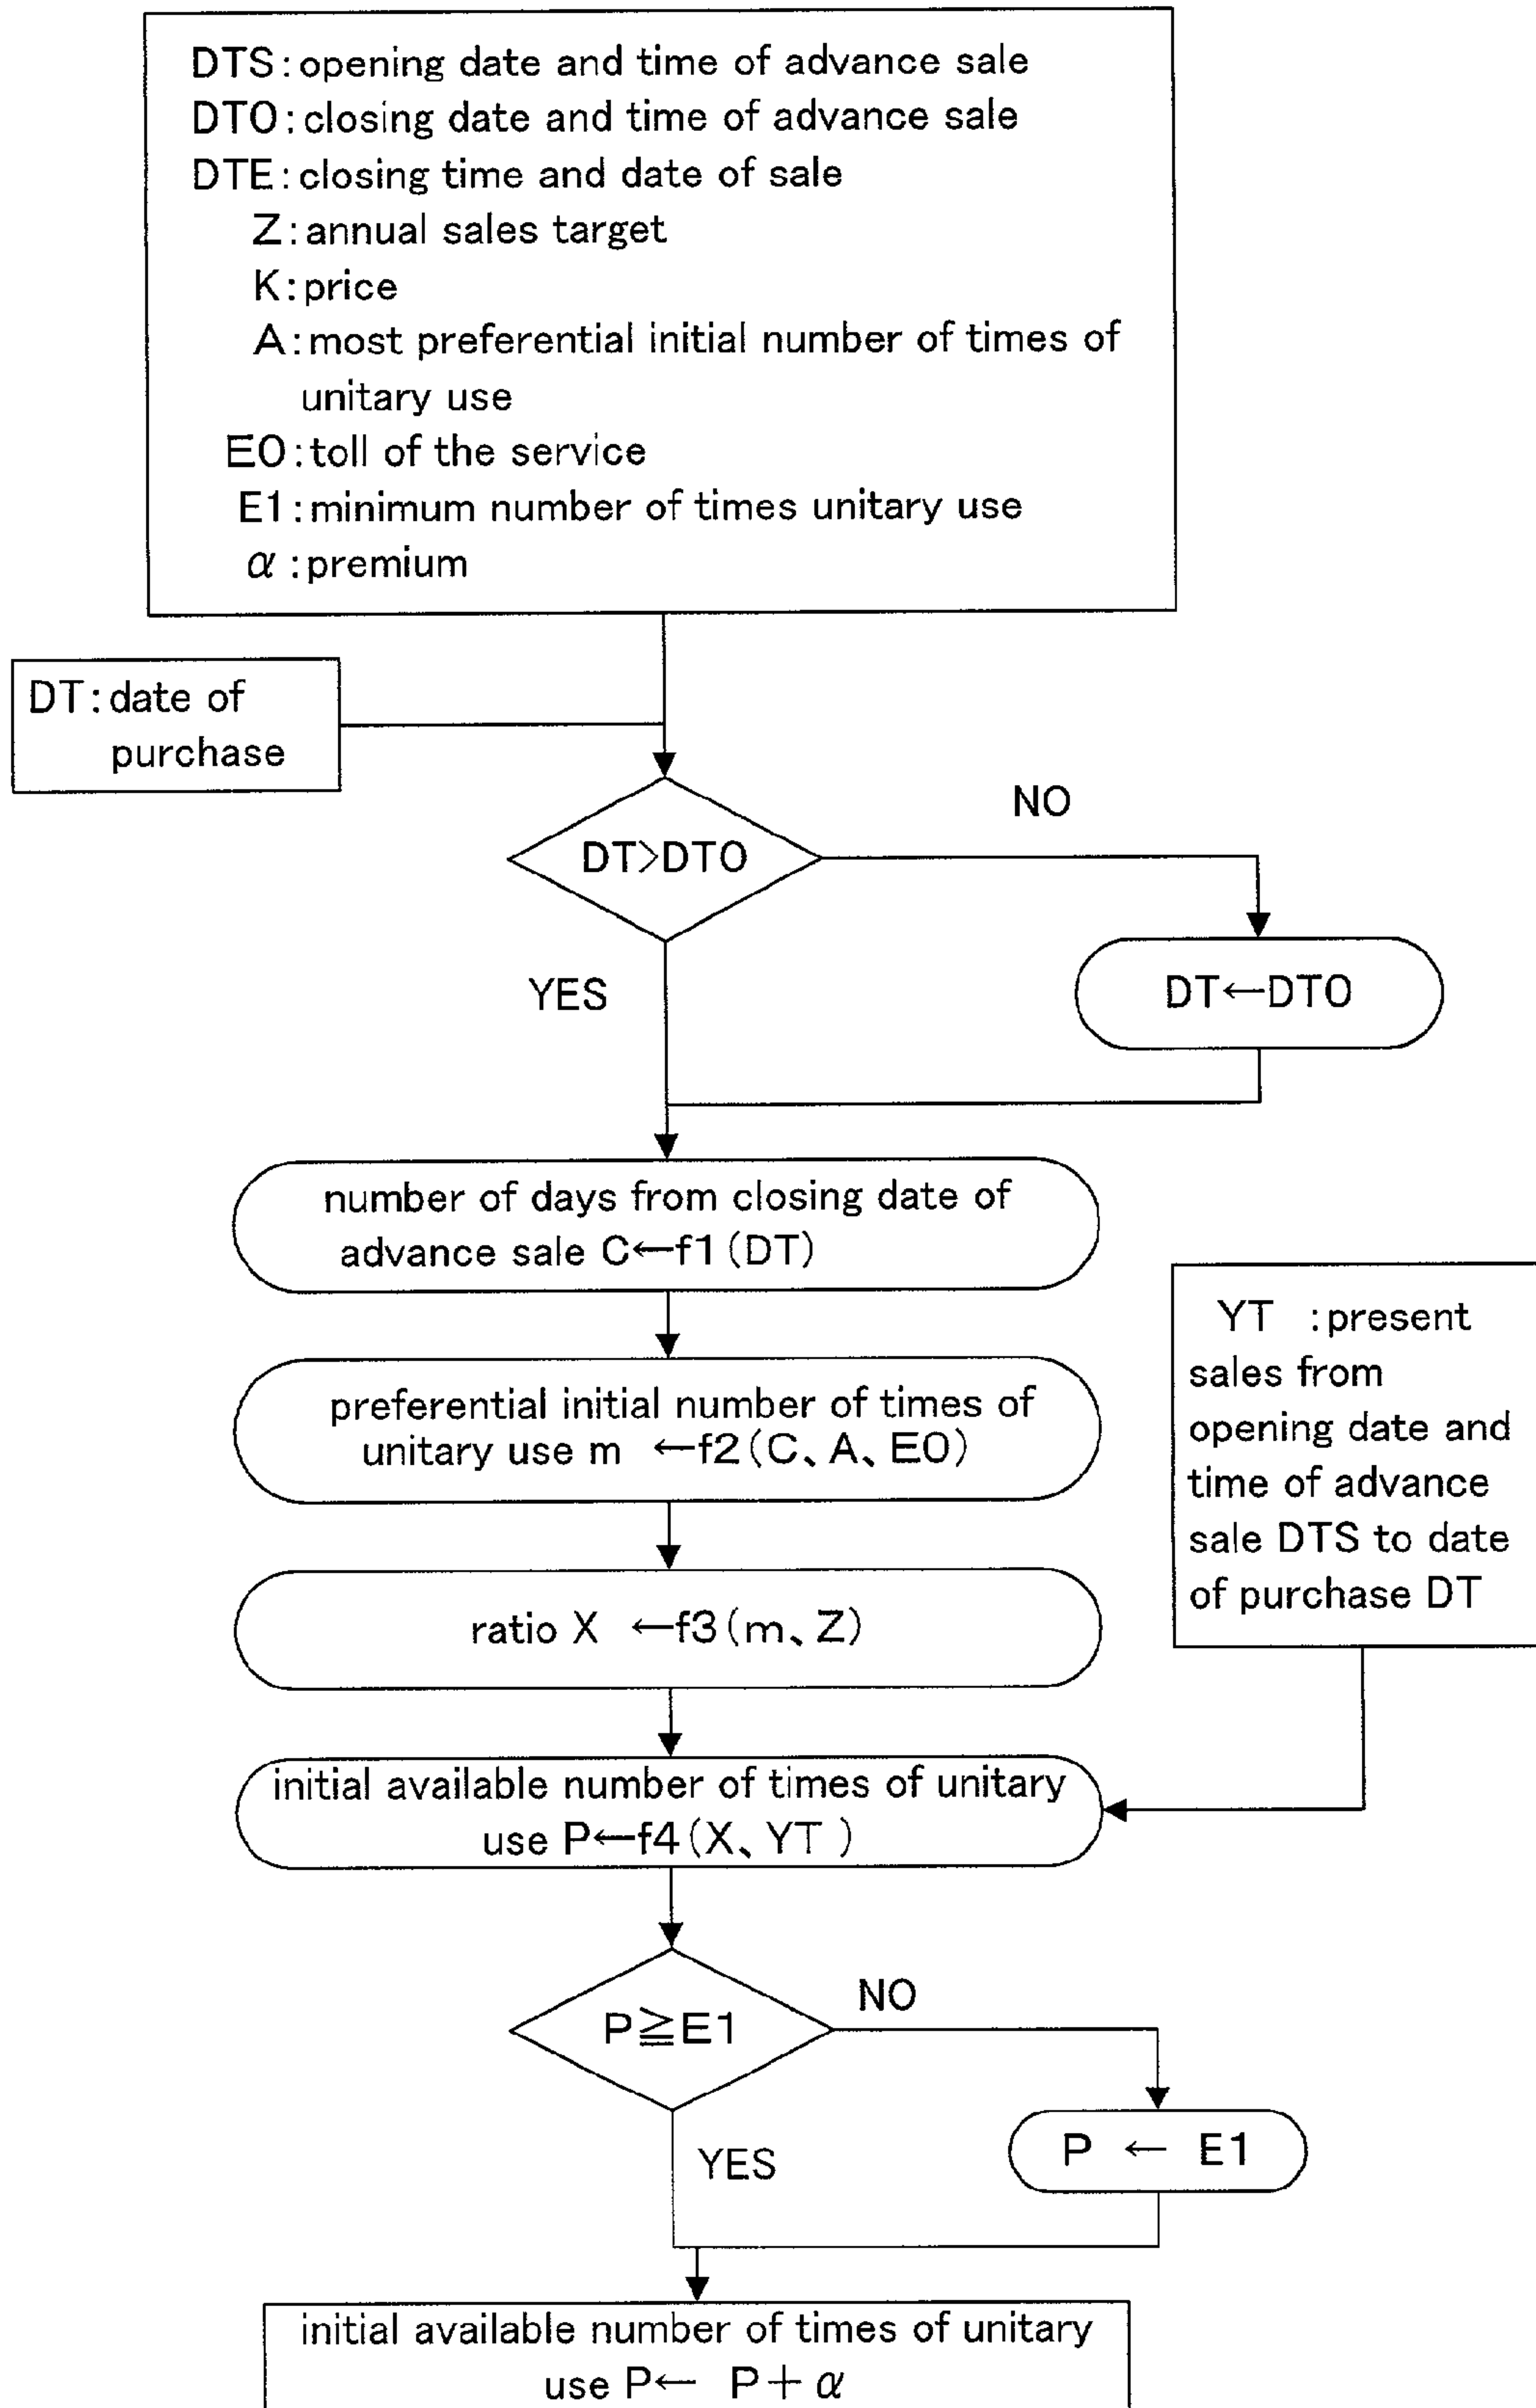 DTS:opening date and time of advance sale
DTO:closing date and time of advance sale
DTE:closing time and date of sale
Z:annual sales target
K:price
A:most preferential initial number of times of
unitary use
EO:toll of the service
E1:minimum number of times unitary use
α:premium
DT:date of
purchase
DT>DTO
NO
YES
DT←DTO
number of days from closing date of
advance sale C←f1(DT)
preferential initial number of times of
unitary use m ←f2(C、A、EO)
YT :present
sales from
opening date and
time of advance
sale DTS to date
of purchase DT
ratio X ←f3(m、Z)
initial available number of times of unitary
use P←f4(X、YT )
P≧E1
NO
YES
P ← E1
initial available number of times of unitary
use P← P+α